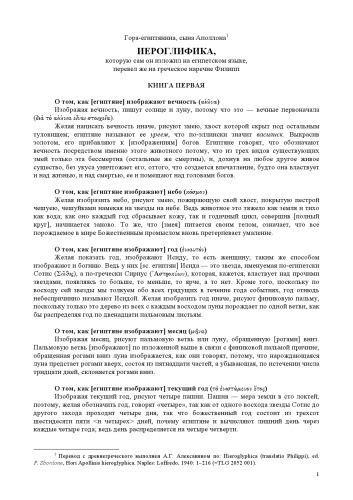 Гора-египтянина, сына Аполлона¹
ИЕРОГЛИФИКА,
которую сам он изложил на египетском языке,
перевел же на греческое наречие Филипп
КНИГА ПЕРВАЯ
О том, как [египтяне] изображают вечность (αἰῶνα)
Изображая вечность, пишут солнце и луну, потому что это — вечные первоначала
(διὰ τὸ αἰώνια εἶναι στοιχεῖα).
Желая написать вечность иначе, рисуют змею, хвост которой скрыт под остальным
туловищем; египтяне называют ее уреем, что по-эллински значит василиск. Выкрасив
золотом, его прибавляют к [изображениям] богов. Египтяне говорят, что обозначают
вечность посредством именно этого животного потому, что из трех видов существующих
змей только эта бессмертна (остальные же смертны), и, дохнув на любое другое живое
существо, без укуса уничтожает его, оттого, что создается впечатление, будто она властвует
и над жизнью, и над смертью, ее и помещают над головами богов.
О том, как [египтяне изображают] небо (κόσμον)
Желая изобразить небо, рисуют змею, пожирающую свой хвост, покрытую пестрой
чешуею, чешуйками намекая на звезды на небе. Ведь животное это тяжело как земля и тихо
как вода, как оно каждый год сбрасывает кожу, так и годичный цикл, совершив [полный
круг], начинается заново. То же, что [змея] питается своим телом, означает, что все
порождаемое в мире Божественным промыслом вновь претерпевает умаление.
О том, как [египтяне изображают] год (ἐνιαυτόν)
Желая показать год, изображают Исиду, то есть женщину, таким же способом
изображают и богиню. Ведь у них [sc. египтян] Исида — это звезда, именуемая по-египетски
Сотис (Σῶθις), а по-гречески Сириус (Ἀστροκύων), которая, кажется, властвует над прочими
звездами, появляясь то больше, то меньше, то ярче, а то нет. Кроме того, поскольку по
восходу сей звезды мы толкуем обо всех грядущих в течение года событиях, год отнюдь
небеспричинно называют Исидой. Желая изобразить год иначе, рисуют финиковую пальму,
поскольку только это дерево из всех с каждым восходом луны порождает по одной ветви, как
бы распределяя год по двенадцати пальмовым листьям.
О том, как [египтяне изображают] месяц (μῆνα)
Изображая месяц, рисуют пальмовую ветвь или луну, обращенную [рогами] вниз.
Пальмовую ветвь [изображают] по изложенной выше в связи с финиковой пальмой причине,
обращенная рогами вниз луна изображается, как они говорят, потому, что нарождающаяся
луна предстает рогами вверх, состоя из пятнадцати частей, а убывающая, по истечении числа
тридцати дней, склоняется рогами вниз.
О том, как [египтяне изображают] текущий год (τὸ ἐνιστάμενον ἔτος)
Изображая текущий год, рисуют четыре пашни. Пашня — мера земли в сто локтей,
поэтому, желая обозначить год, говорят «четыре», так как от одного восхода звезды Сотис до
другого захода проходит четыре дня, так что божественный год состоит из трехсот
шестидесяти пяти <и четырех> дней, почему египтяне и вычисляют лишний день через
каждые четыре года; ведь день распределяется на четыре четверти.
¹ Перевод с древнегреческого выполнен А.Г. Алексаняном по: Hieroglyphica (translatio Philippi), ed.
F. Sbordone, Hori Apollinis hieroglyphica. Naples: Loffredo, 1940: 1–216 (=TLG 2052 001).
1